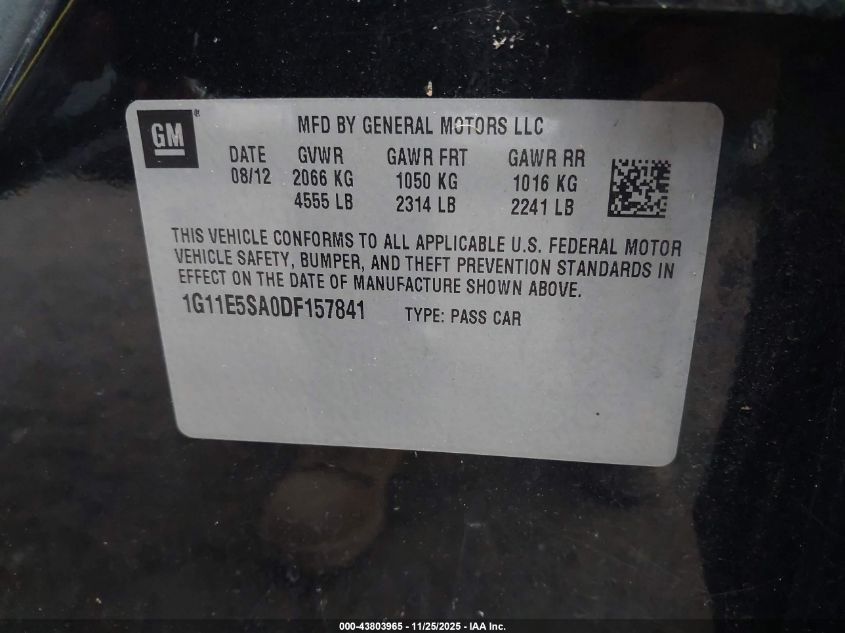 GM ®
MFD BY GENERAL MOTORS LLC
DATE GVWR GAWR FRT GAWR RR
08/12 2066 KG 1050 KG 1016 KG
4555 LB 2314 LB 2241 LB
THIS VEHICLE CONFORMS TO ALL APPLICABLE U.S. FEDERAL MOTOR
VEHICLE SAFETY, BUMPER, AND THEFT PREVENTION STANDARDS IN
EFFECT ON THE DATE OF MANUFACTURE SHOWN ABOVE.
1G11E5SA0DF157841 TYPE: PASS CAR
000-43803965 - 11/25/2025 - IAA Inc.